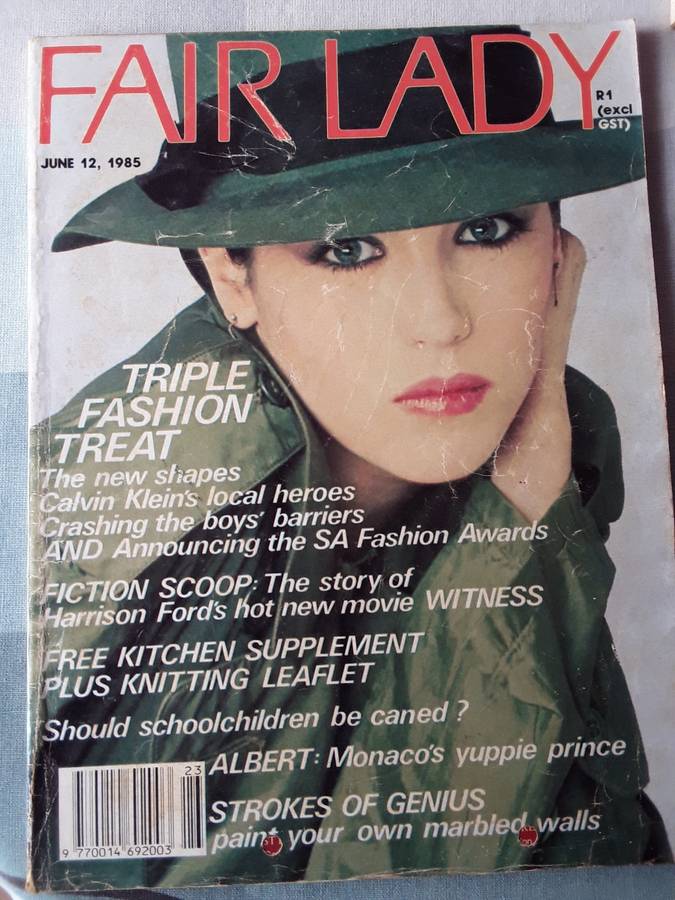 FAIR LADY
R1
(excl
GST)
JUNE 12, 1985
TRIPLE
FASHION
TREAT
The new shapes
Calvin Klein's local heroes
Crashing the boys' barriers
AND Announcing the SA Fashion Awards
FICTION SCOOP: The story of
Harrison Ford's hot new movie WITNESS
FREE KITCHEN SUPPLEMENT
PLUS KNITTING LEAFLET
Should schoolchildren be caned ?
ALBERT: Monaco's yuppie prince
STROKES OF GENIUS
paint your own marbled walls
23
9 770014 692003